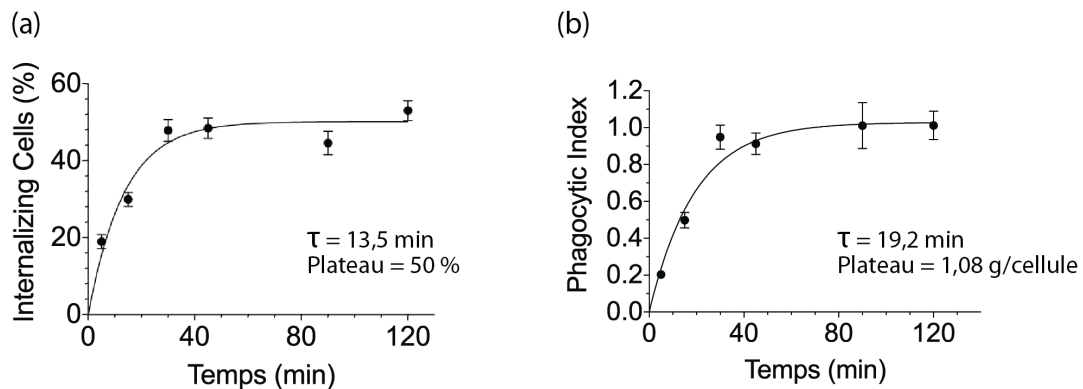 (a)
Internalizing Cells (%)
60
40
20
0
0 40 80 120
Temps (min)
τ = 13,5 min
Plateau = 50 %
(b)
Phagocytic Index
1.2
1.0
0.8
0.6
0.4
0.2
0.0
0 40 80 120
Temps (min)
τ = 19,2 min
Plateau = 1,08 g/cellule